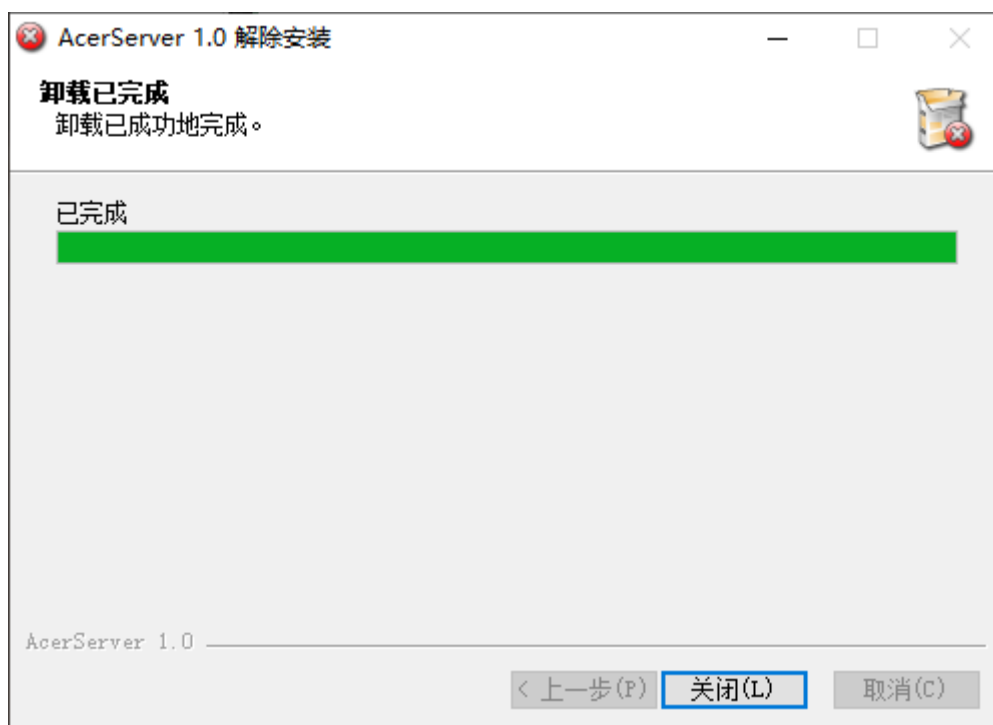 AcerServer 1.0 解除安装
卸载已完成
卸载已成功地完成。
已完成
AcerServer 1.0
< 上一步(P) 关闭(L) 取消(C)